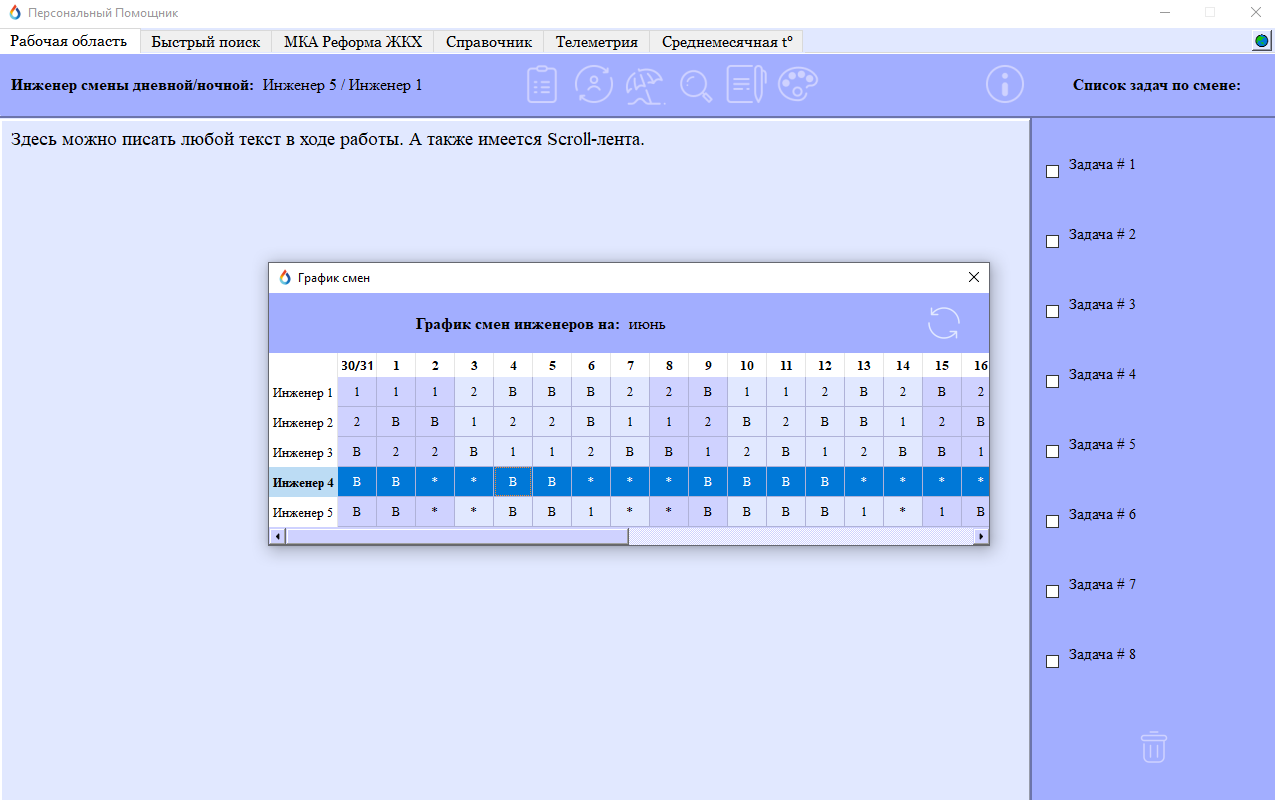 Персональный Помощник
Рабочая область Быстрый поиск МКА Реформа ЖКХ Справочник Телеметрия Среднемесячная t°
Инженер смены дневной/ночной: Инженер 5 / Инженер 1 Список задач по смене:
Здесь можно писать любой текст в ходе работы. А также имеется Scroll-лента.
График смен
График смен инженеров на: июнь
30/31 1 2 3 4 5 6 7 8 9 10 11 12 13 14 15 16
Инженер 1 1 1 1 2 В В В 2 2 В 1 1 2 В 2 В 2
Инженер 2 2 В В 1 2 2 В 1 1 2 В 2 В В 1 2 В
Инженер 3 В 2 2 В 1 1 2 В В 1 2 В 1 2 В В 1
Инженер 4 В В * * В В * * * В В В В * * * *
Инженер 5 В В * * В В 1 * * В В В В 1 * 1 В
Задача # 1
Задача # 2
Задача # 3
Задача # 4
Задача # 5
Задача # 6
Задача # 7
Задача # 8